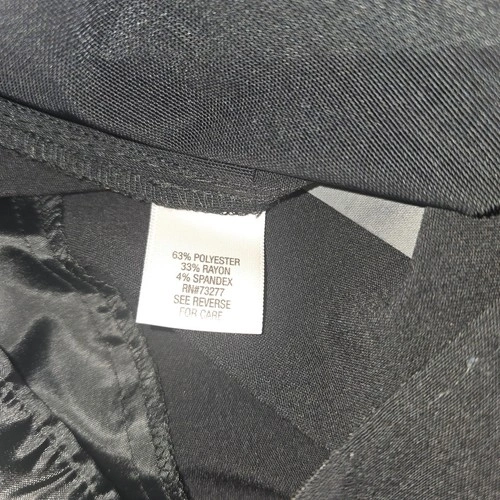 63% POLYESTER
33% RAYON
4% SPANDEX
RN#73277
SEE REVERSE
FOR CARE